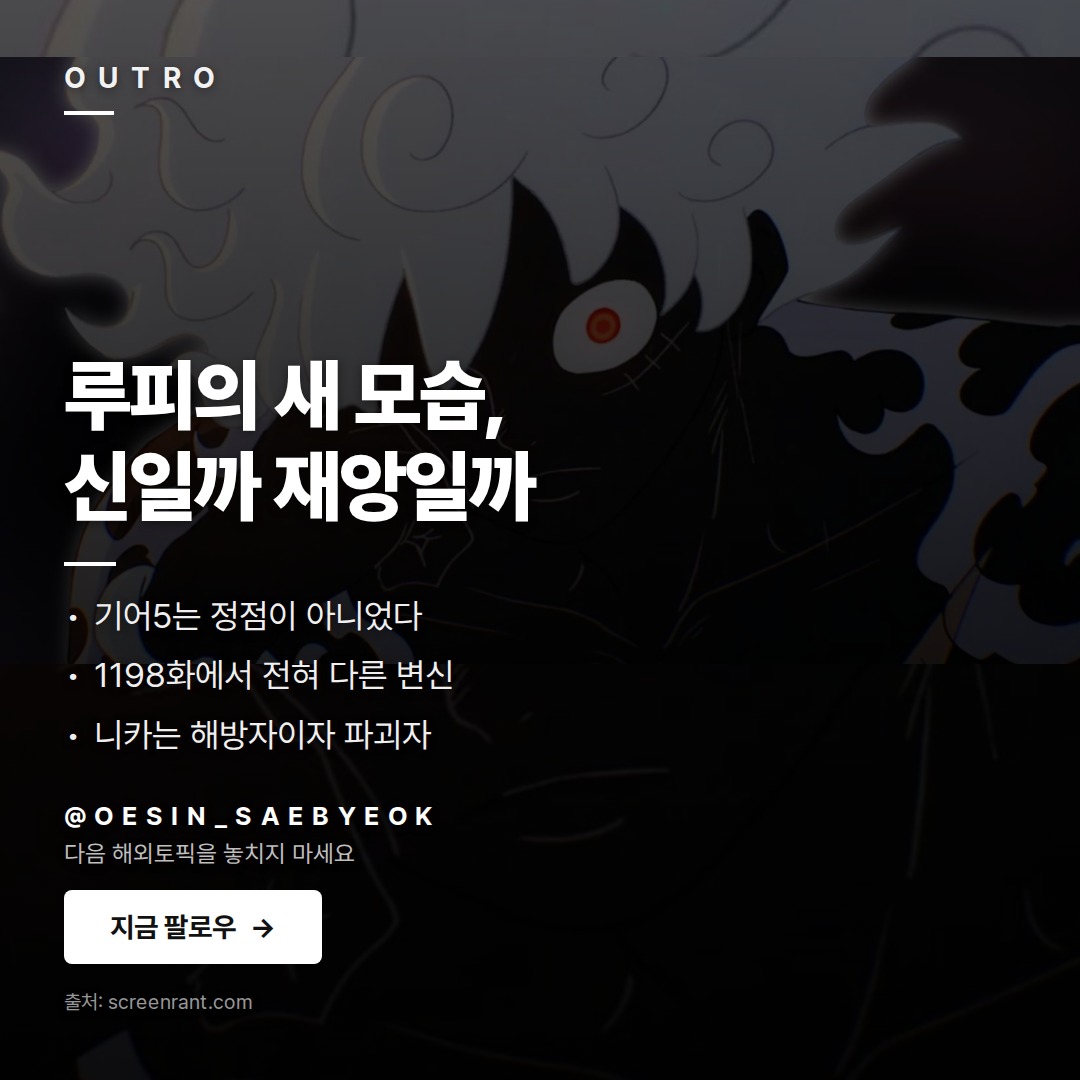 OUTRO
루피의 새 모습,
신일까 재앙일까
• 기어5는 정점이 아니었다
• 1198화에서 전혀 다른 변신
• 니카는 해방자이자 파괴자
@OESIN_SAEBYEOK
다음 해외토픽을 놓치지 마세요
지금 팔로우 →
출처: screenrant.com